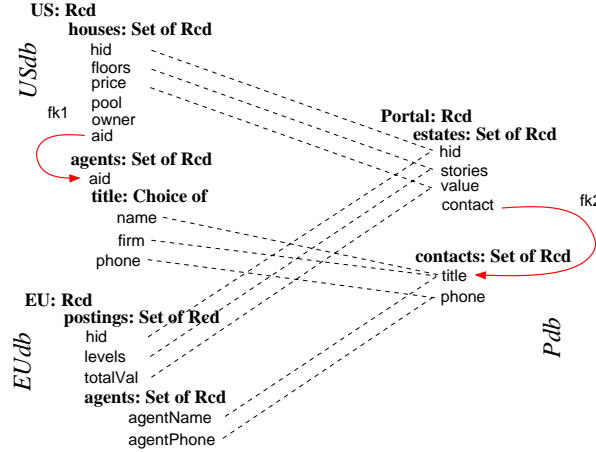 US: Rcd
houses: Set of Rcd
hid
floors
price
pool
owner
aid
fk1
USdb
agents: Set of Rcd
aid
title: Choice of
name
firm
phone
EU: Rcd
postings: Set of Rcd
hid
levels
totalVal
EUdb
agents: Set of Rcd
agentName
agentPhone
Portal: Rcd
estates: Set of Rcd
hid
stories
value
contact
fk2
contacts: Set of Rcd
title
phone
Pdb